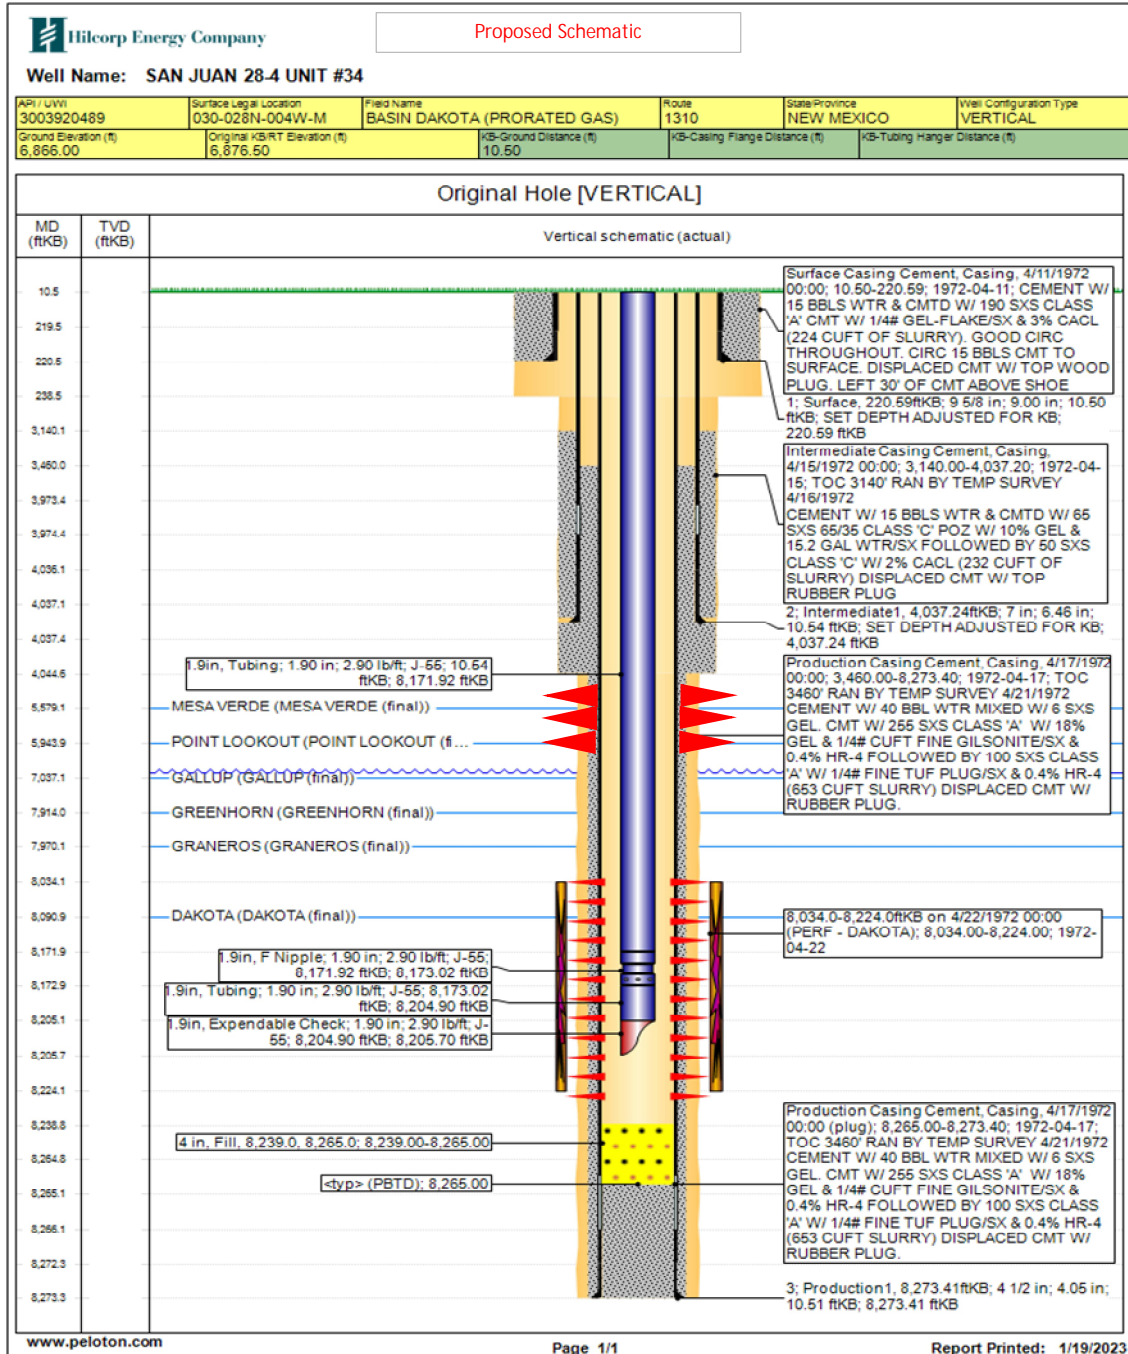 Hilcorp Energy Company
Proposed Schematic
Well Name: SAN JUAN 28-4 UNIT #34
API / UWI
3003920489
Surface Legal Location
030-028N-004W-M
Field Name
BASIN DAKOTA (PRORATED GAS)
Route
1310
State/Province
NEW MEXICO
Well Configuration Type
VERTICAL
Ground Elevation (ft)
6,866.00
Original KB/RT Elevation (ft)
6,876.50
KB-Ground Distance (ft)
10.50
KB-Casing Flange Distance (ft)
KB-Tubing Hanger Distance (ft)
Original Hole [VERTICAL]
MD
(ftKB)
TVD
(ftKB)
Vertical schematic (actual)
10.5
219.5
220.5
238.5
3,140.1
3,460.0
3,973.4
3,974.4
4,036.1
4,037.1
4,037.4
4,044.6
5,579.1
5,943.9
7,037.1
7,914.0
7,970.1
8,034.1
8,090.9
8,171.9
8,172.9
8,205.1
8,205.7
8,224.1
8,238.8
8,264.8
8,265.1
8,266.1
8,272.3
8,273.3
1.9in, Tubing; 1.90 in; 2.90 lb/ft; J-55; 10.54
ftKB; 8,171.92 ftKB
MESA VERDE (MESA VERDE (final))
POINT LOOKOUT (POINT LOOKOUT (fi...
GALLUP (GALLUP (final))
GREENHORN (GREENHORN (final))
GRANEROS (GRANEROS (final))
DAKOTA (DAKOTA (final))
1.9in, F Nipple; 1.90 in; 2.90 lb/ft; J-55;
8,171.92 ftKB; 8,173.02 ftKB
1.9in, Tubing; 1.90 in; 2.90 lb/ft; J-55; 8,173.02
ftKB; 8,204.90 ftKB
1.9in, Expendable Check; 1.90 in; 2.90 lb/ft; J-
55; 8,204.90 ftKB; 8,205.70 ftKB
4 in, Fill, 8,239.0, 8,265.0; 8,239.00-8,265.00
<typ> (PBTD); 8,265.00
Surface Casing Cement, Casing, 4/11/1972
00:00; 10.50-220.59; 1972-04-11; CEMENT W/
15 BBLS WTR & CMTD W/ 190 SXS CLASS
'A' CMT W/ 1/4# GEL-FLAKE/SX & 3% CACL
(224 CUFT OF SLURRY). GOOD CIRC
THROUGHOUT. CIRC 15 BBLS CMT TO
SURFACE. DISPLACED CMT W/ TOP WOOD
PLUG. LEFT 30' OF CMT ABOVE SHOE
1; Surface, 220.59ftKB; 9 5/8 in; 9.00 in; 10.50
ftKB; SET DEPTH ADJUSTED FOR KB;
220.59 ftKB
Intermediate Casing Cement, Casing,
4/15/1972 00:00; 3,140.00-4,037.20; 1972-04-
15; TOC 3140' RAN BY TEMP SURVEY
4/16/1972
CEMENT W/ 15 BBLS WTR & CMTD W/ 65
SXS 65/35 CLASS 'C' POZ W/ 10% GEL &
15.2 GAL WTR/SX FOLLOWED BY 50 SXS
CLASS 'C' W/ 2% CACL (232 CUFT OF
SLURRY) DISPLACED CMT W/ TOP
RUBBER PLUG
2; Intermediate1, 4,037.24ftKB; 7 in; 6.46 in;
10.54 ftKB; SET DEPTH ADJUSTED FOR KB;
4,037.24 ftKB
Production Casing Cement, Casing, 4/17/1972
00:00; 3,460.00-8,273.40; 1972-04-17; TOC
3460' RAN BY TEMP SURVEY 4/21/1972
CEMENT W/ 40 BBL WTR MIXED W/ 6 SXS
GEL. CMT W/ 255 SXS CLASS 'A' W/ 18%
GEL & 1/4# CUFT FINE GILSONITE/SX &
0.4% HR-4 FOLLOWED BY 100 SXS CLASS
'A' W/ 1/4# FINE TUF PLUG/SX & 0.4% HR-4
(653 CUFT SLURRY) DISPLACED CMT W/
RUBBER PLUG.
8,034.0-8,224.0ftKB on 4/22/1972 00:00
(PERF - DAKOTA); 8,034.00-8,224.00; 1972-
04-22
Production Casing Cement, Casing, 4/17/1972
00:00 (plug); 8,265.00-8,273.40; 1972-04-17;
TOC 3460' RAN BY TEMP SURVEY 4/21/1972
CEMENT W/ 40 BBL WTR MIXED W/ 6 SXS
GEL. CMT W/ 255 SXS CLASS 'A' W/ 18%
GEL & 1/4# CUFT FINE GILSONITE/SX &
0.4% HR-4 FOLLOWED BY 100 SXS CLASS
'A' W/ 1/4# FINE TUF PLUG/SX & 0.4% HR-4
(653 CUFT SLURRY) DISPLACED CMT W/
RUBBER PLUG.
3; Production1, 8,273.41ftKB; 4 1/2 in; 4.05 in;
10.51 ftKB; 8,273.41 ftKB
www.peloton.com
Page 1/1
Report Printed: 1/19/2023